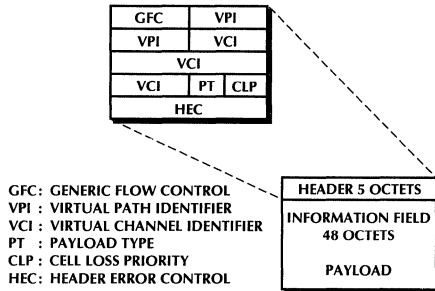 GFC VPI
VPI VCI
VCI
VCI PT CLP
HEC
GFC: GENERIC FLOW CONTROL
VPI : VIRTUAL PATH IDENTIFIER
VCI : VIRTUAL CHANNEL IDENTIFIER
PT : PAYLOAD TYPE
CLP : CELL LOSS PRIORITY
HEC: HEADER ERROR CONTROL
HEADER 5 OCTETS
INFORMATION FIELD
48 OCTETS
PAYLOAD